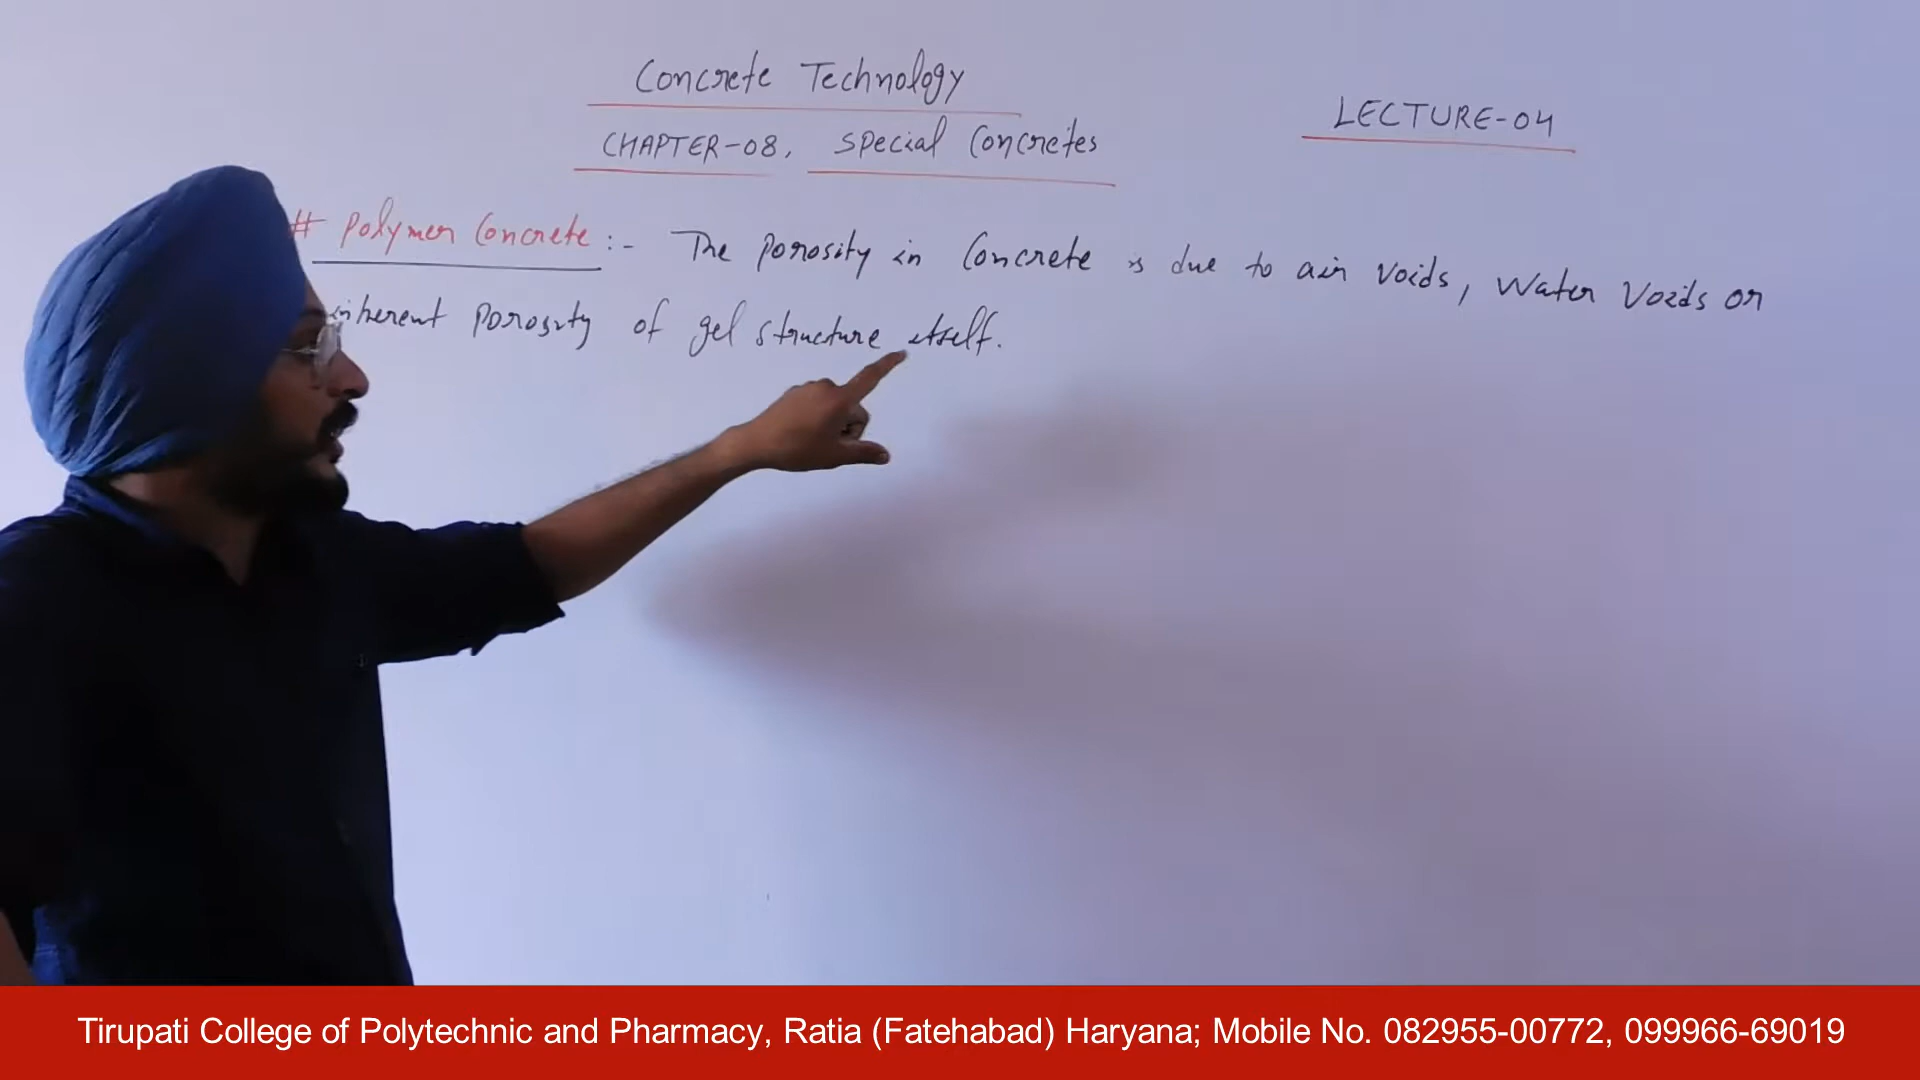 Concrete Technology
LECTURE-04
CHAPTER-08, Special Concretes
# Polymer Concrete :- The Porosity in Concrete is due to air voids, Water Voids or
inherent Porosity of gel structure itself.
Tirupati College of Polytechnic and Pharmacy, Ratia (Fatehabad) Haryana; Mobile No. 082955-00772, 099966-69019